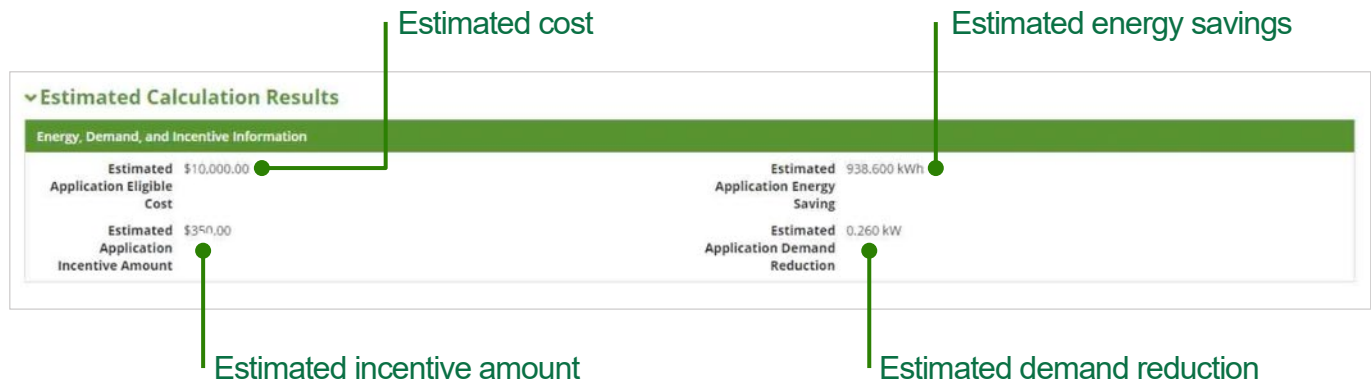 Estimated cost
Estimated energy savings
Estimated Calculation Results
Energy, Demand, and Incentive Information
Estimated Application Eligible Cost
$10,000.00
Estimated Application Energy Saving
938.600 kWh
Estimated Application Incentive Amount
$350.00
Estimated Application Demand Reduction
0.260 kW
Estimated incentive amount
Estimated demand reduction